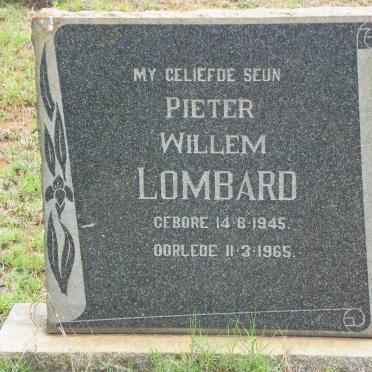 MY GELIEFDE SEUN
PIETER
WILLEM
LOMBARD
GEBORE 14·8·1945.
OORLEDE 11·3·1965.